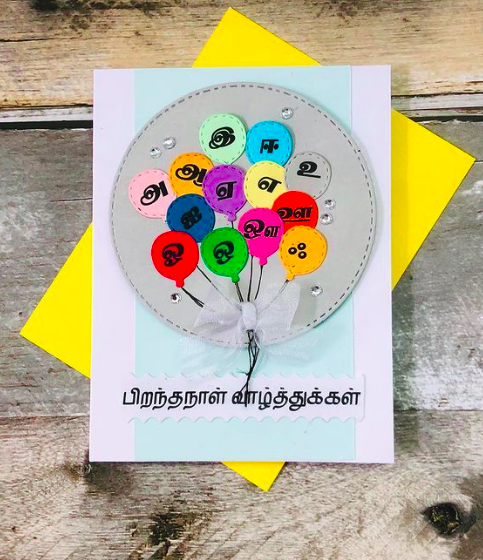 இ ஈ
அ ஆ ஏ எ உ
ஐ ஔ ஊ
ஒ ஓ ஃ
பிறந்தநாள் வாழ்த்துக்கள்